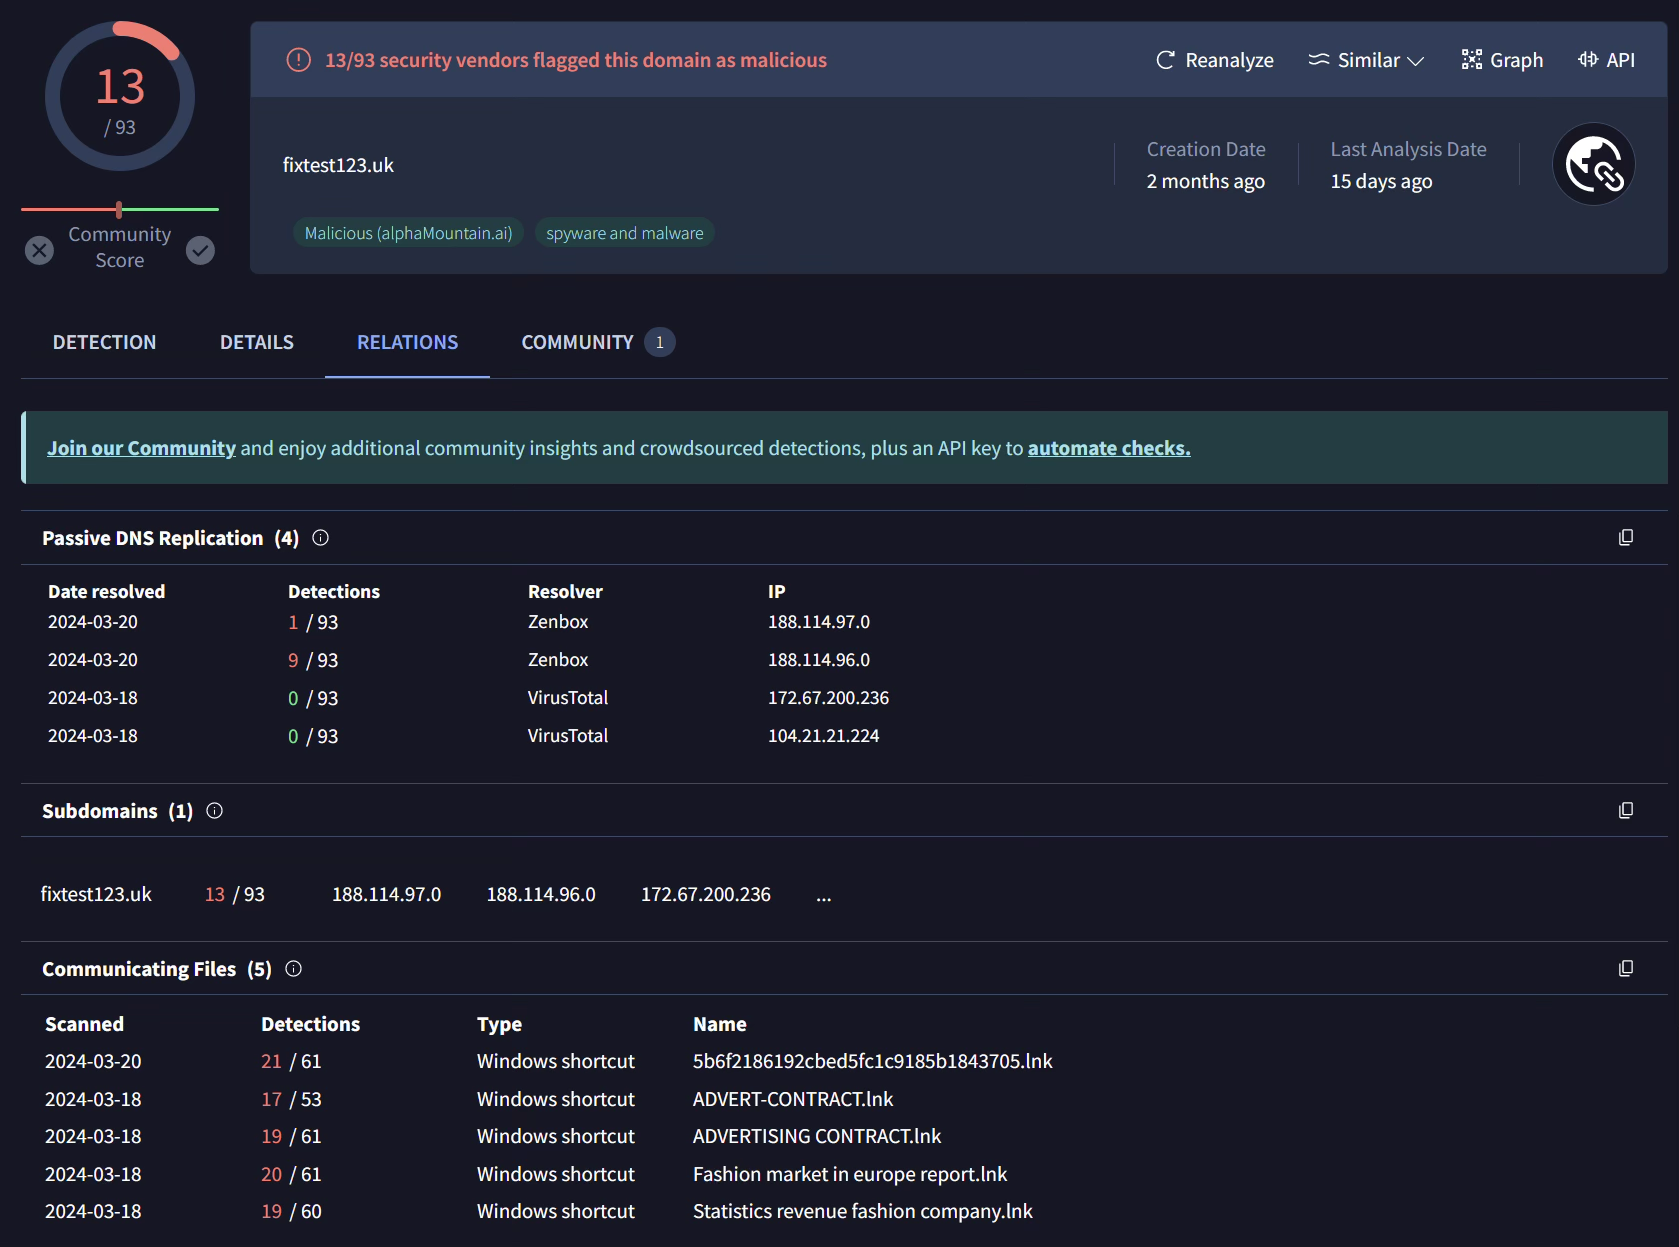 13
/ 93
Community
Score
13/93 security vendors flagged this domain as malicious
Reanalyze Similar Graph API
fixtest123.uk
Creation Date
2 months ago
Last Analysis Date
15 days ago
Malicious (alphaMountain.ai) spyware and malware
DETECTION DETAILS RELATIONS COMMUNITY 1
Join our Community and enjoy additional community insights and crowdsourced detections, plus an API key to automate checks.
Passive DNS Replication (4)
Date resolved Detections Resolver IP
2024-03-20 1 / 93 Zenbox 188.114.97.0
2024-03-20 9 / 93 Zenbox 188.114.96.0
2024-03-18 0 / 93 VirusTotal 172.67.200.236
2024-03-18 0 / 93 VirusTotal 104.21.21.224
Subdomains (1)
fixtest123.uk 13 / 93 188.114.97.0 188.114.96.0 172.67.200.236 ...
Communicating Files (5)
Scanned Detections Type Name
2024-03-20 21 / 61 Windows shortcut 5b6f2186192cbed5fc1c9185b1843705.lnk
2024-03-18 17 / 53 Windows shortcut ADVERT-CONTRACT.lnk
2024-03-18 19 / 61 Windows shortcut ADVERTISING CONTRACT.lnk
2024-03-18 20 / 61 Windows shortcut Fashion market in europe report.lnk
2024-03-18 19 / 60 Windows shortcut Statistics revenue fashion company.lnk